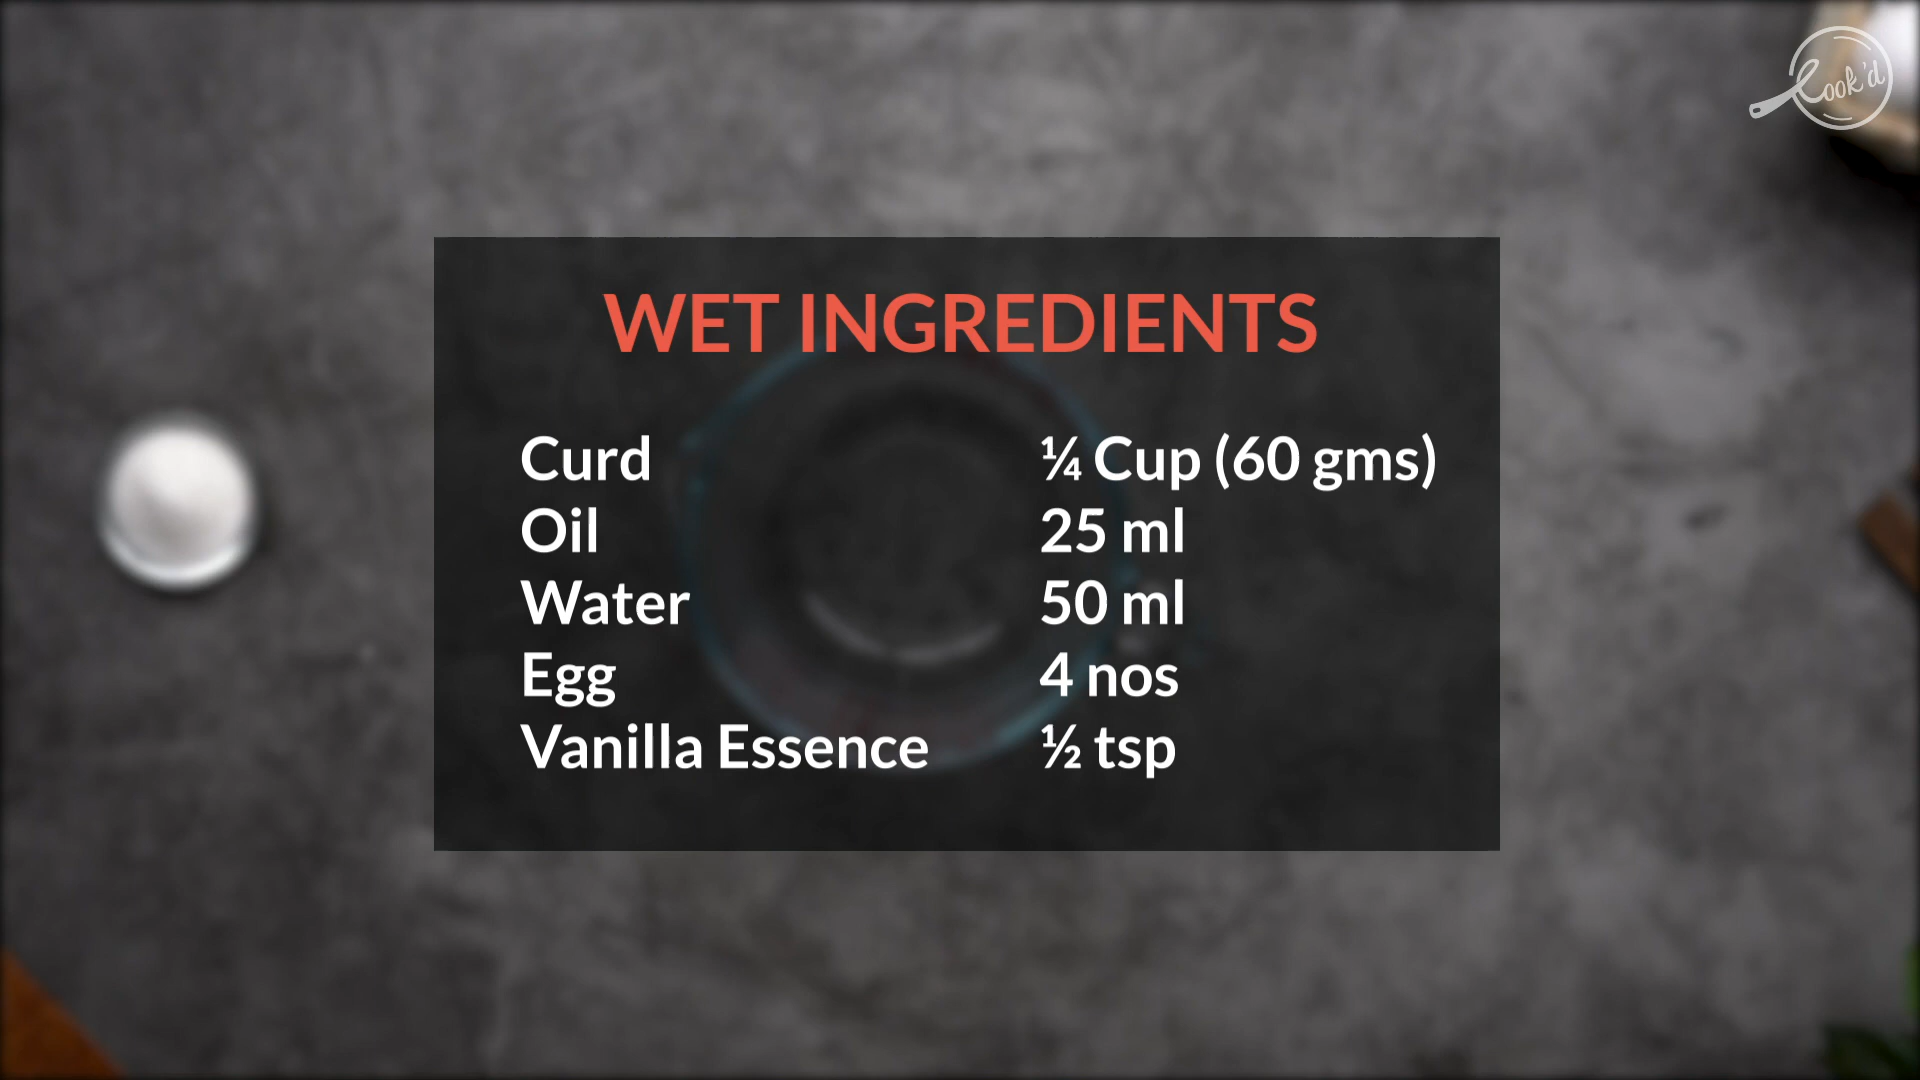 Cook'd
WET INGREDIENTS
Curd ¼ Cup (60 gms)
Oil 25 ml
Water 50 ml
Egg 4 nos
Vanilla Essence ½ tsp